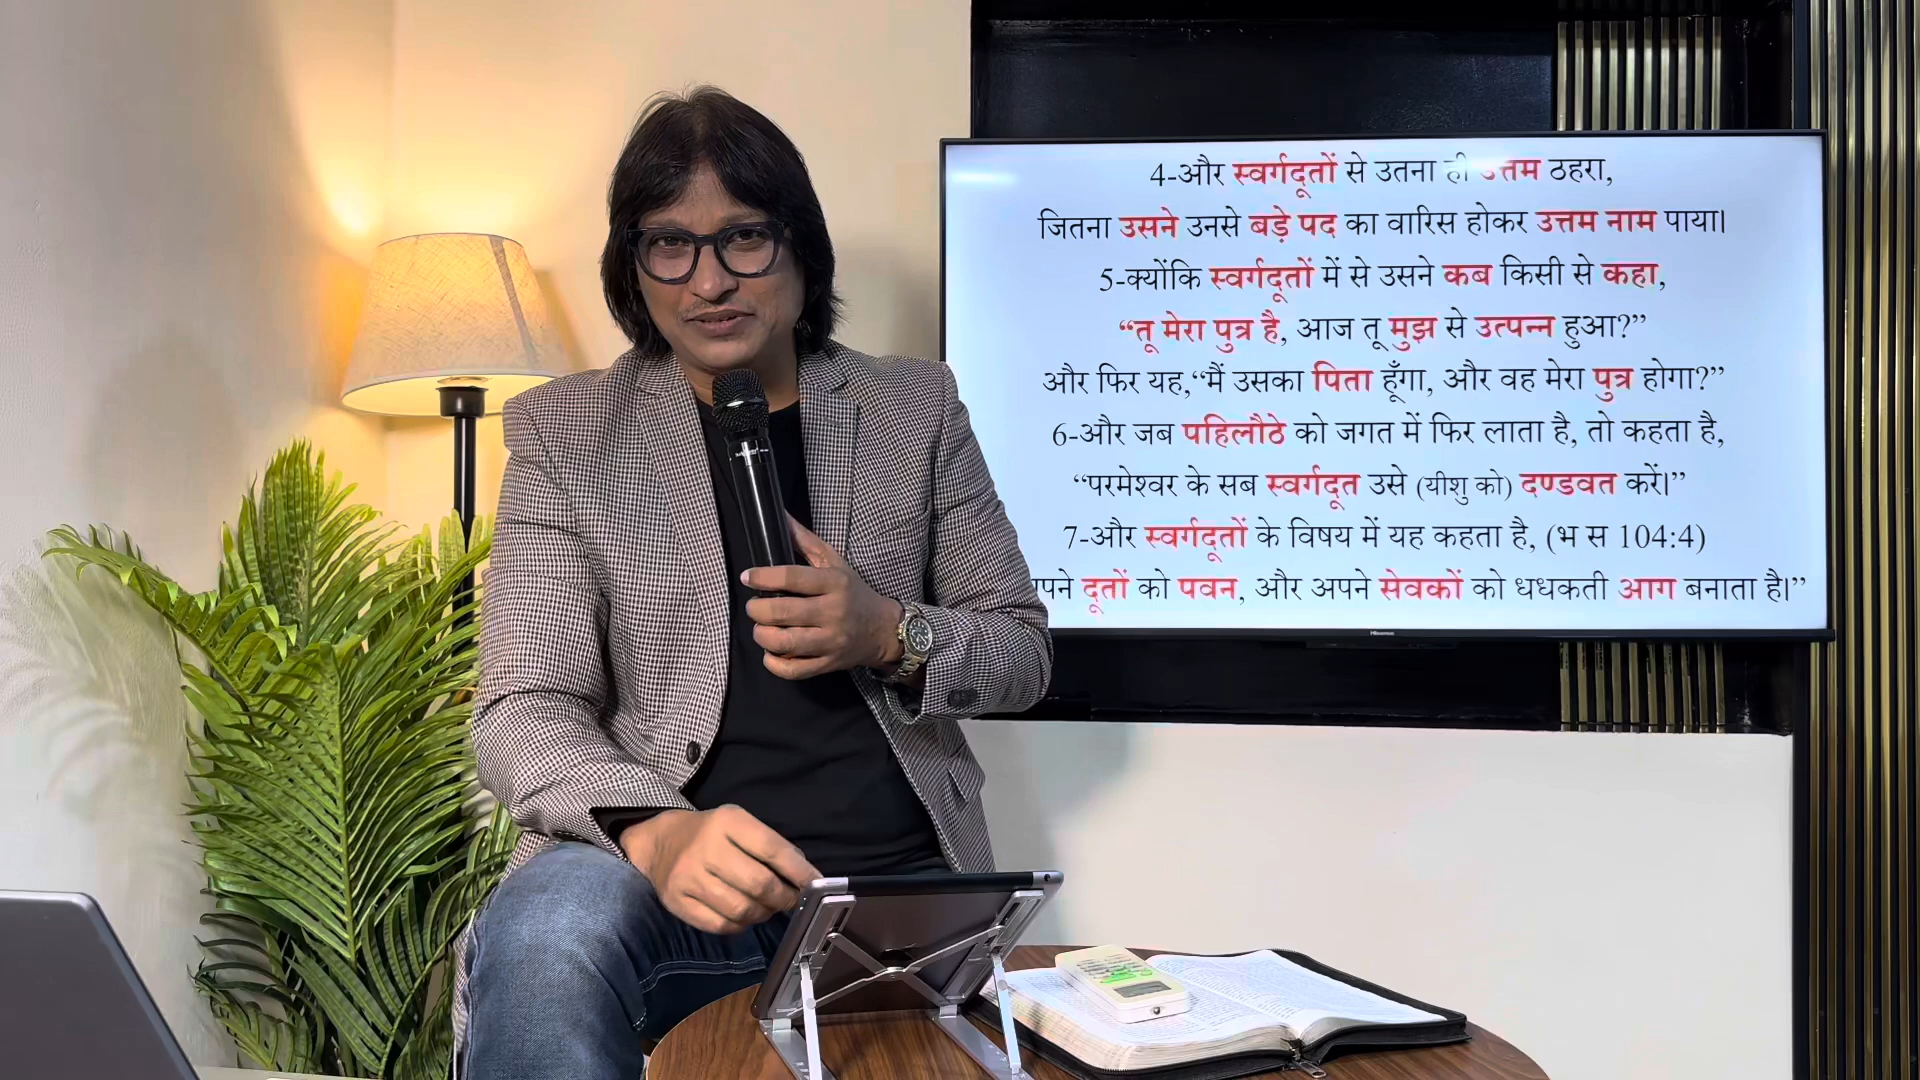 4-और स्वर्गदूतों से उतना ही उत्तम ठहरा,
जितना उसने उनसे बड़े पद का वारिस होकर उत्तम नाम पाया।
5-क्योंकि स्वर्गदूतों में से उसने कब किसी से कहा,
“तू मेरा पुत्र है, आज तू मुझ से उत्पन्न हुआ?”
और फिर यह,“मैं उसका पिता हूँगा, और वह मेरा पुत्र होगा?”
6-और जब पहिलौठे को जगत में फिर लाता है, तो कहता है,
“परमेश्वर के सब स्वर्गदूत उसे (यीशु को) दण्डवत करें।”
7-और स्वर्गदूतों के विषय में यह कहता है, (भ स 104:4)
दूतों को पवन, और अपने सेवकों को धधकती आग बनाता है।”
Hisense